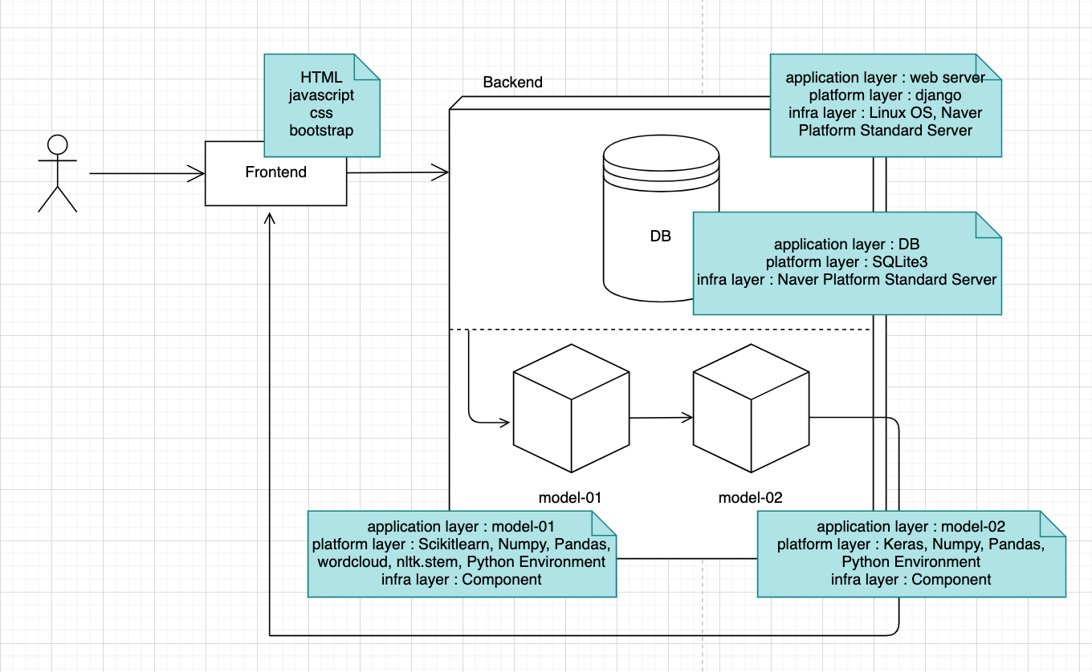 HTML
javascript
css
bootstrap
Frontend
Backend
application layer : web server
platform layer : django
infra layer : Linux OS, Naver
Platform Standard Server
DB
application layer : DB
platform layer : SQLite3
infra layer : Naver Platform Standard Server
model-01
model-02
application layer : model-01
platform layer : Scikitlearn, Numpy, Pandas,
wordcloud, nltk.stem, Python Environment
infra layer : Component
application layer : model-02
platform layer : Keras, Numpy, Pandas,
Python Environment
infra layer : Component